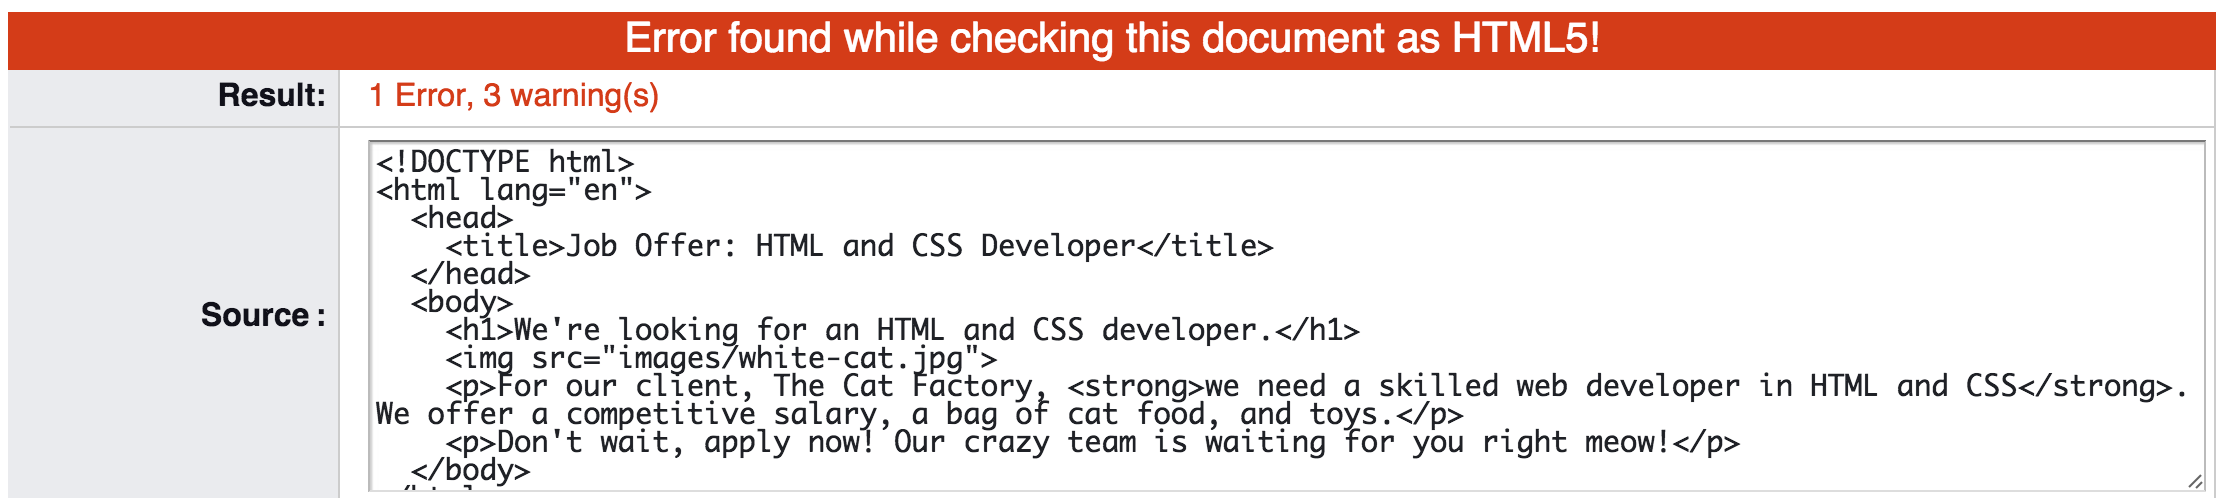 Error found while checking this document as HTML5!
Result: 1 Error, 3 warning(s)
Source :
<!DOCTYPE html>
<html lang="en">
  <head>
    <title>Job Offer: HTML and CSS Developer</title>
  </head>
  <body>
    <h1>We're looking for an HTML and CSS developer.</h1>
    <img src="images/white-cat.jpg">
    <p>For our client, The Cat Factory, <strong>we need a skilled web developer in HTML and CSS</strong>.
We offer a competitive salary, a bag of cat food, and toys.</p>
    <p>Don't wait, apply now! Our crazy team is waiting for you right meow!</p>
  </body>